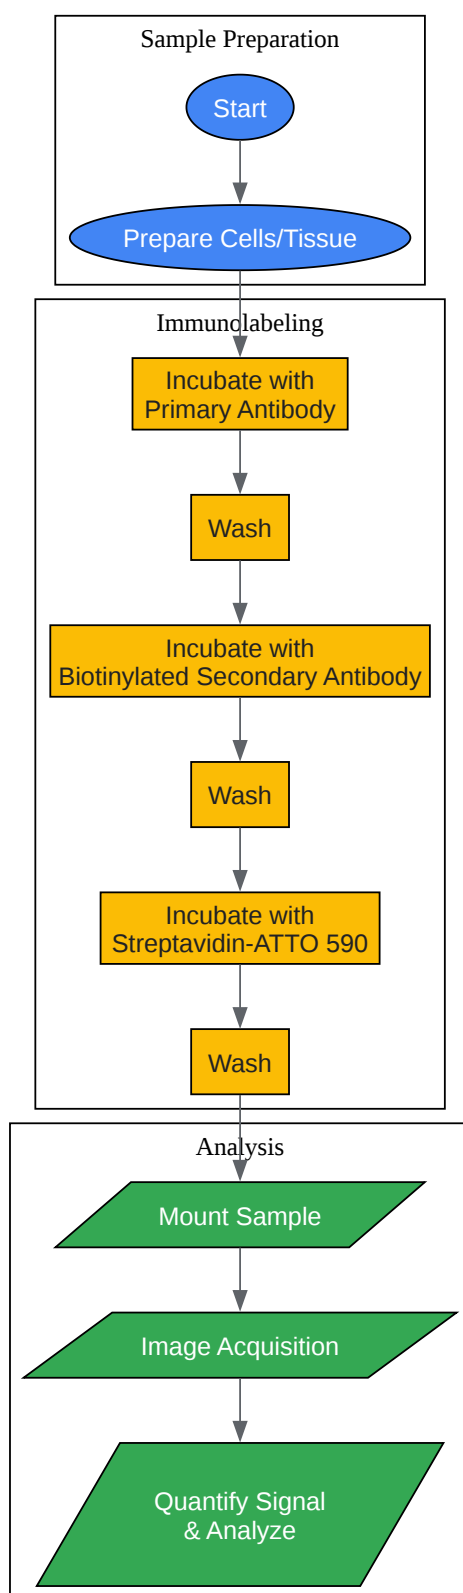 Sample Preparation
Start
Prepare Cells/Tissue
Immunolabeling
Incubate with
Primary Antibody
Wash
Incubate with
Biotinylated Secondary Antibody
Wash
Incubate with
Streptavidin-ATTO 590
Wash
Analysis
Mount Sample
Image Acquisition
Quantify Signal
& Analyze